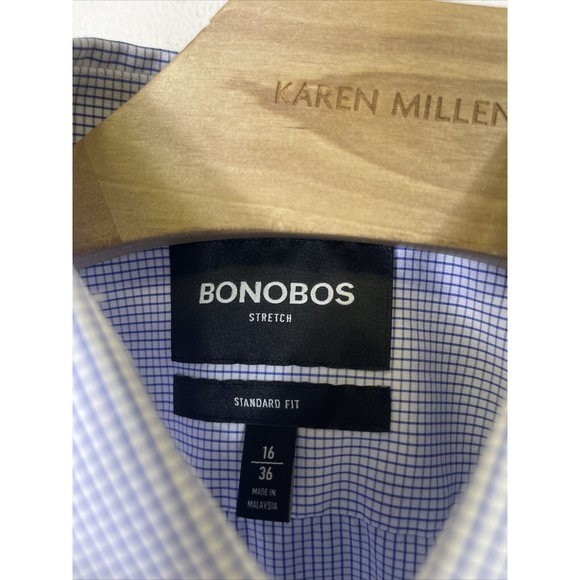 KAREN MILLEN
BONOBOS
STRETCH
STANDARD FIT
16
36
MADE IN
MALAYSIA